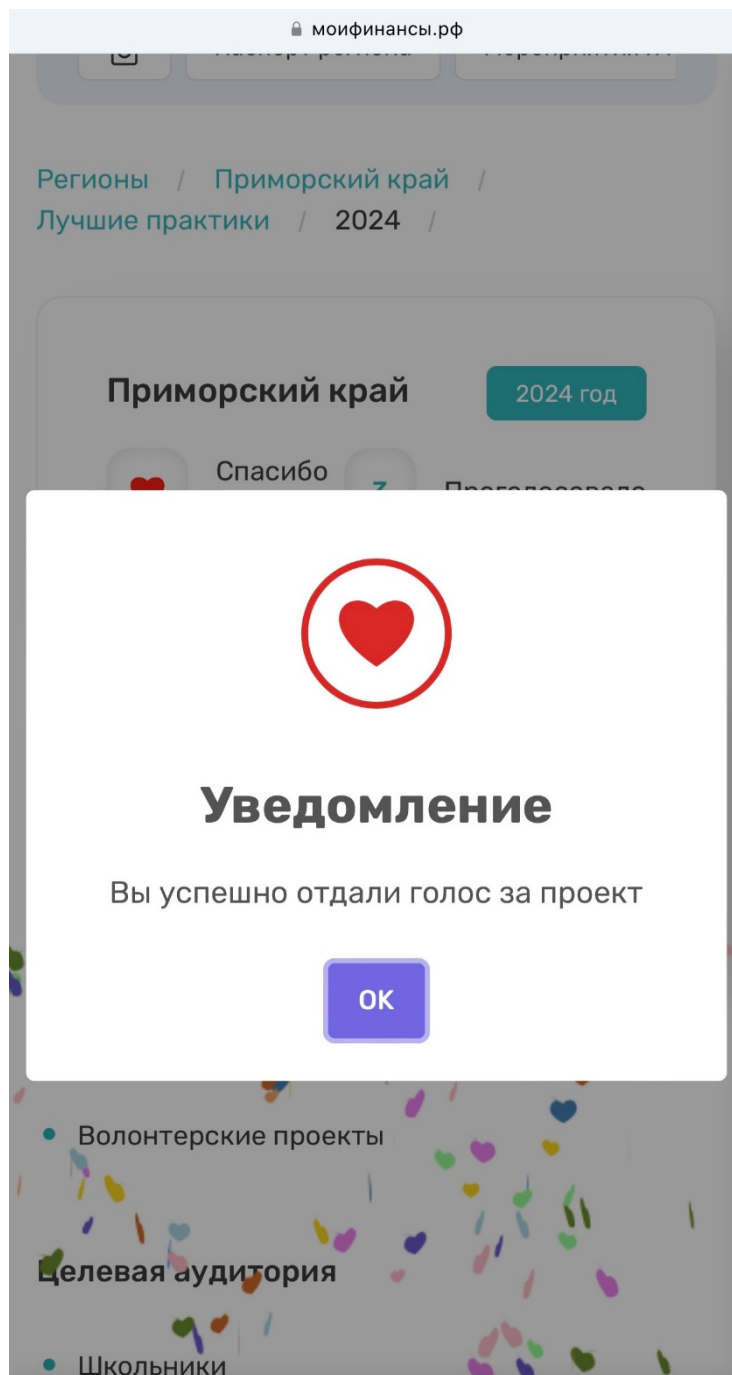 моифинансы.рф
Регионы / Приморский край /
Лучшие практики / 2024 /
Приморский край
2024 год
Спасибо
Уведомление
Вы успешно отдали голос за проект
OK
Волонтерские проекты
Целевая аудитория
Школьники